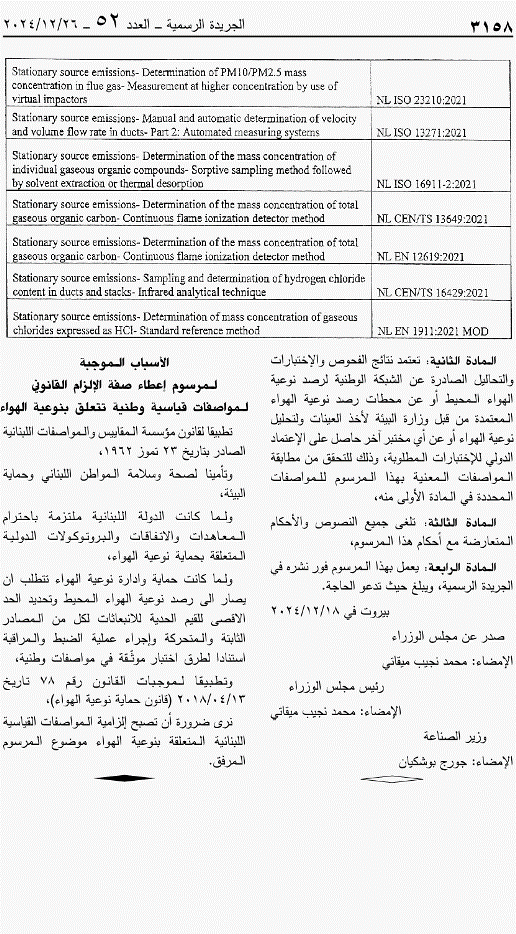 ٣١٥٨
الجريدة الرسمية ــ العدد ٥٢ ــ ٢٠٢٤/١٢/٢٦
Stationary source emissions- Determination of PM10/PM2.5 mass
concentration in flue gas- Measurement at higher concentration by use of
virtual impactors
NL ISO 23210:2021
Stationary source emissions- Manual and automatic determination of velocity
and volume flow rate in ducts- Part 2: Automated measuring systems
NL ISO 13271:2021
Stationary source emissions- Determination of the mass concentration of
individual gaseous organic compounds- Sorptive sampling method followed
by solvent extraction or thermal desorption
NL ISO 16911-2:2021
Stationary source emissions- Determination of the mass concentration of total
gaseous organic carbon- Continuous flame ionization detector method
NL CEN/TS 13649:2021
Stationary source emissions- Determination of the mass concentration of total
gaseous organic carbon- Continuous flame ionization detector method
NL EN 12619:2021
Stationary source emissions- Sampling and determination of hydrogen chloride
content in ducts and stacks- Infrared analytical technique
NL CEN/TS 16429:2021
Stationary source emissions- Determination of mass concentration of gaseous
chlorides expressed as HCl- Standard reference method
NL EN 1911:2021 MOD
المادة الثانية: تعتمد نتائج الفحوص والإختبارات
والتحاليل الصادرة عن الشبكة الوطنية لرصد نوعية
الهواء المحيط أو عن محطات رصد نوعية الهواء
المعتمدة من قبل وزارة البيئة لأخذ العينات ولتحليل
نوعية الهواء أو عن أي مختبر آخر حاصل على الإعتماد
الدولي للإختبارات المطلوبة، وذلك للتحقق من مطابقة
المواصفات المعنية بهذا المرسوم للمواصفات
المحددة في المادة الأولى منه،
المادة الثالثة: تلغى جميع النصوص والأحكام
المتعارضة مع أحكام هذا المرسوم،
المادة الرابعة: يعمل بهذا المرسوم فور نشره في
الجريدة الرسمية، ويبلغ حيث تدعو الحاجة.
بيروت في ٢٠٢٤/١٢/١٨
صدر عن مجلس الوزراء
الإمضاء: محمد نجيب ميقاتي
رئيس مجلس الوزراء
الإمضاء: محمد نجيب ميقاتي
وزير الصناعة
الإمضاء: جورج بوشكيان
الأسباب الموجبة
لمرسوم إعطاء صفة الإلزام القانوني
لمواصفات قياسية وطنية تتعلق بنوعية الهواء
تطبيقا لقانون مؤسسة المقاييس والمواصفات اللبنانية
الصادر بتاريخ ٢٣ تموز ١٩٦٢،
وتأمينا لصحة وسلامة المواطن اللبناني وحماية
البيئة،
ولما كانت الدولة اللبنانية ملتزمة باحترام
المعاهدات والاتفاقات والبروتوكولات الدولية
المتعلقة بحماية نوعية الهواء،
ولما كانت حماية وادارة نوعية الهواء تتطلب ان
يصار الى رصد نوعية الهواء المحيط وتحديد الحد
الاقصى للقيم الحدية للانبعاثات لكل من المصادر
الثابتة والمتحركة وإجراء عملية الضبط والمراقبة
استنادا لطرق اختبار موثّقة في مواصفات وطنية،
وتطبيقا لموجبات القانون رقم ٧٨ تاريخ
٢٠١٨/٠٤/١٣ (قانون حماية نوعية الهواء)،
نرى ضرورة أن تصبح إلزامية المواصفات القياسية
اللبنانية المتعلقة بنوعية الهواء موضوع المرسوم
المرفق.